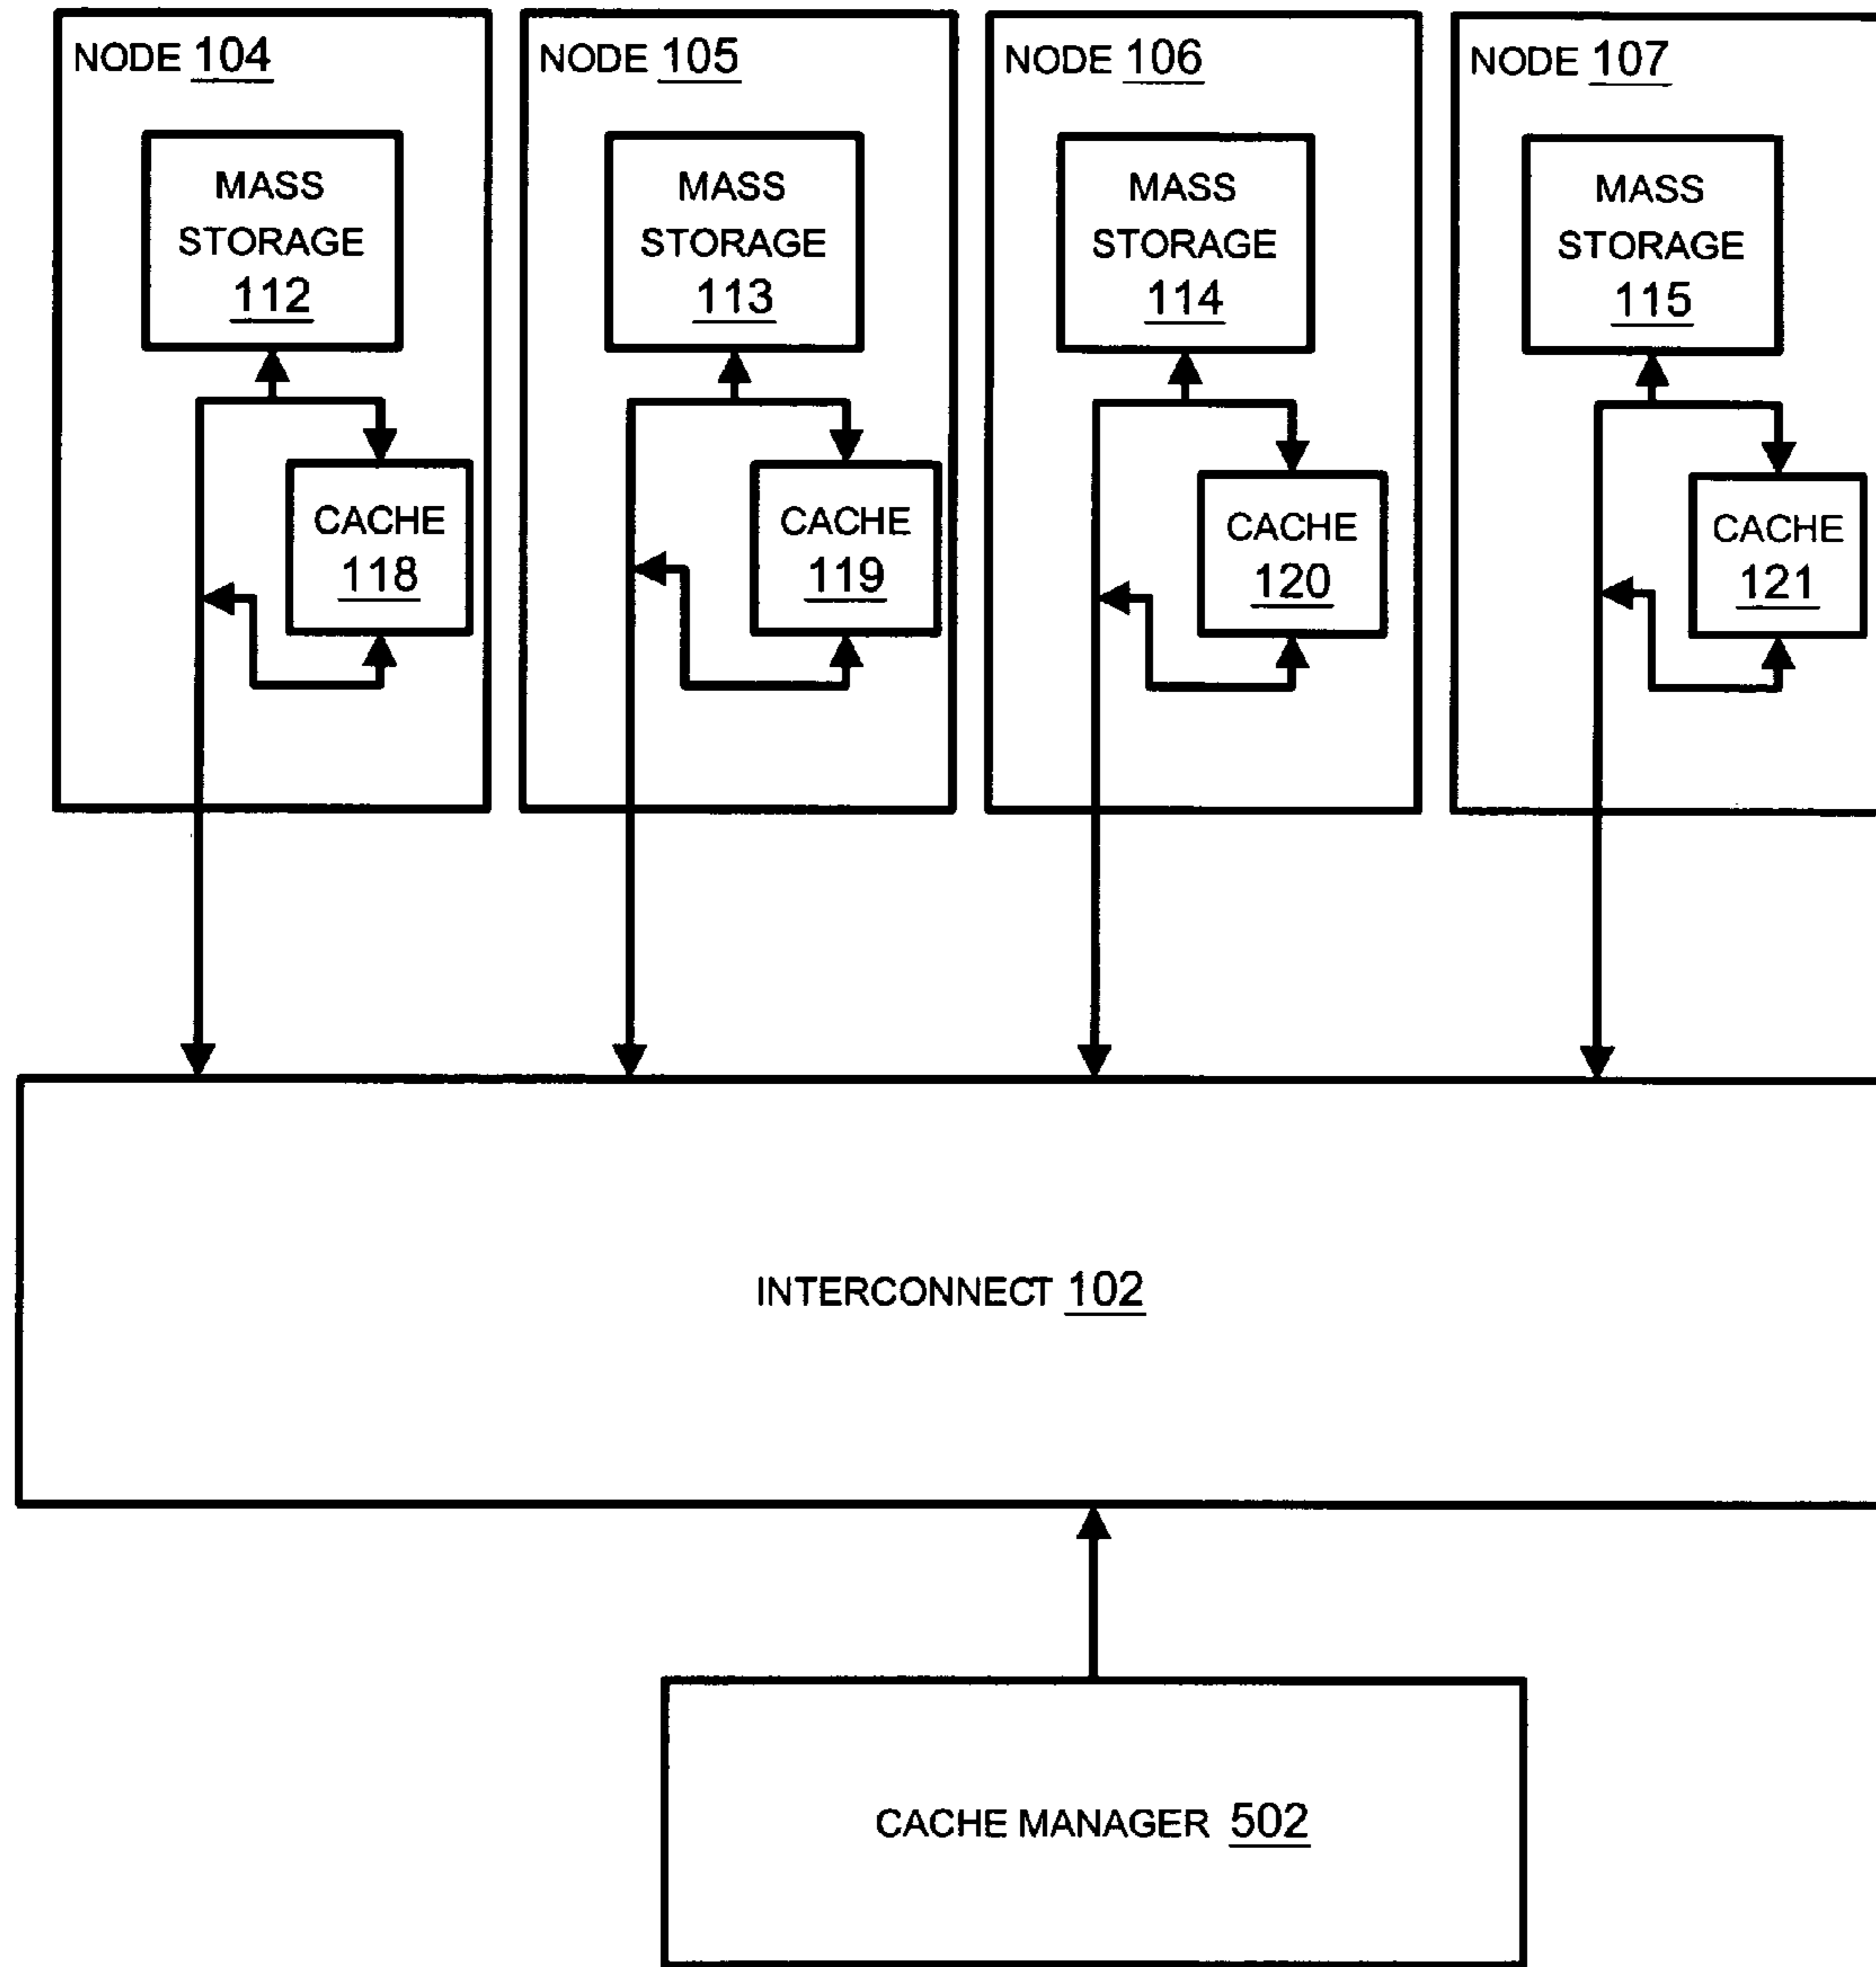 NODE 104
NODE 105
NODE 106
NODE 107
MASS
STORAGE
112
MASS
STORAGE
113
MASS
STORAGE
114
MASS
STORAGE
115
CACHE
118
CACHE
119
CACHE
120
CACHE
121
INTERCONNECT 102
CACHE MANAGER 502